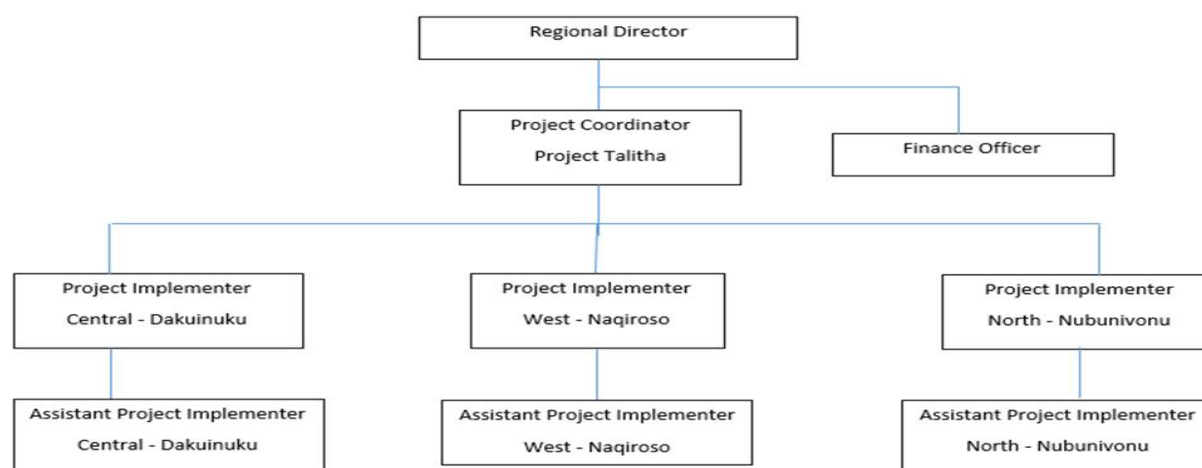 Regional Director
Project Coordinator
Project Talitha
Finance Officer
Project Implementer
Central - Dakuinuku
Project Implementer
West - Naqiroso
Project Implementer
North - Nubunivonu
Assistant Project Implementer
Central - Dakuinuku
Assistant Project Implementer
West - Naqiroso
Assistant Project Implementer
North - Nubunivonu